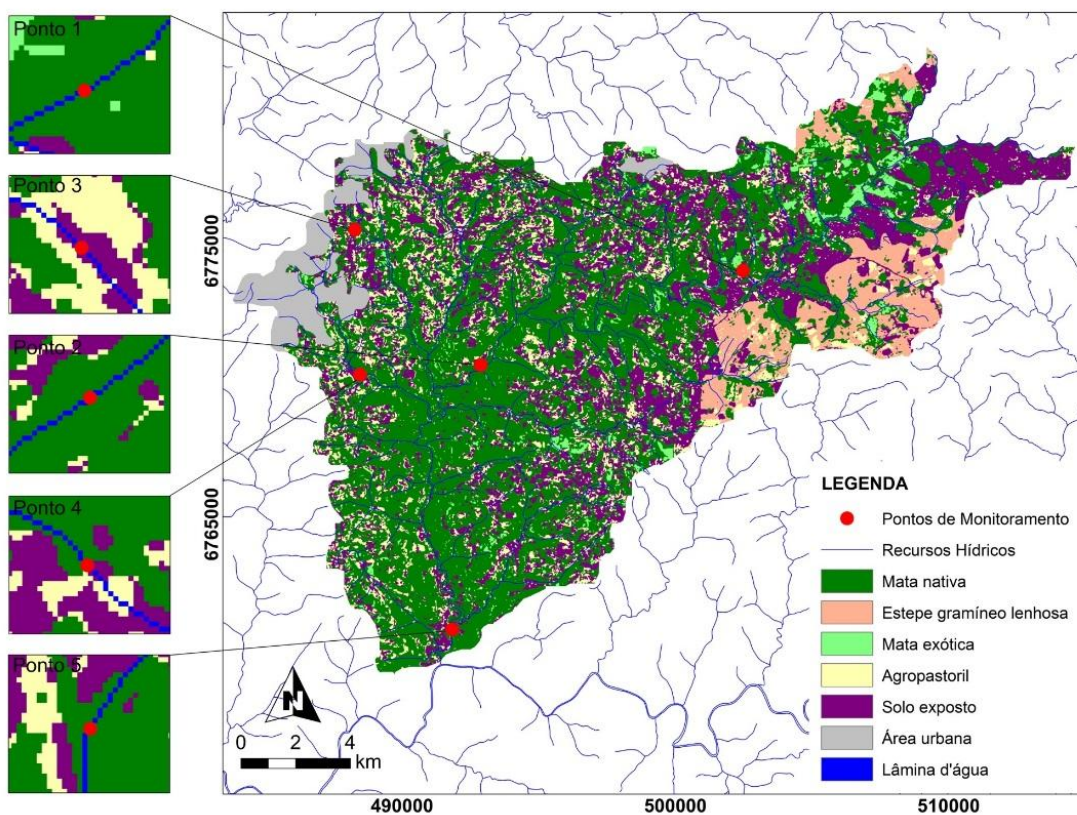 Ponto 1
Ponto 3
Ponto 2
Ponto 4
Ponto 5
6775000
6765000
LEGENDA
Pontos de Monitoramento
Recursos Hídricos
Mata nativa
Estepe gramíneo lenhosa
Mata exótica
Agropastoril
Solo exposto
Área urbana
Lâmina d'água
N
0 2 4
km
490000 500000 510000